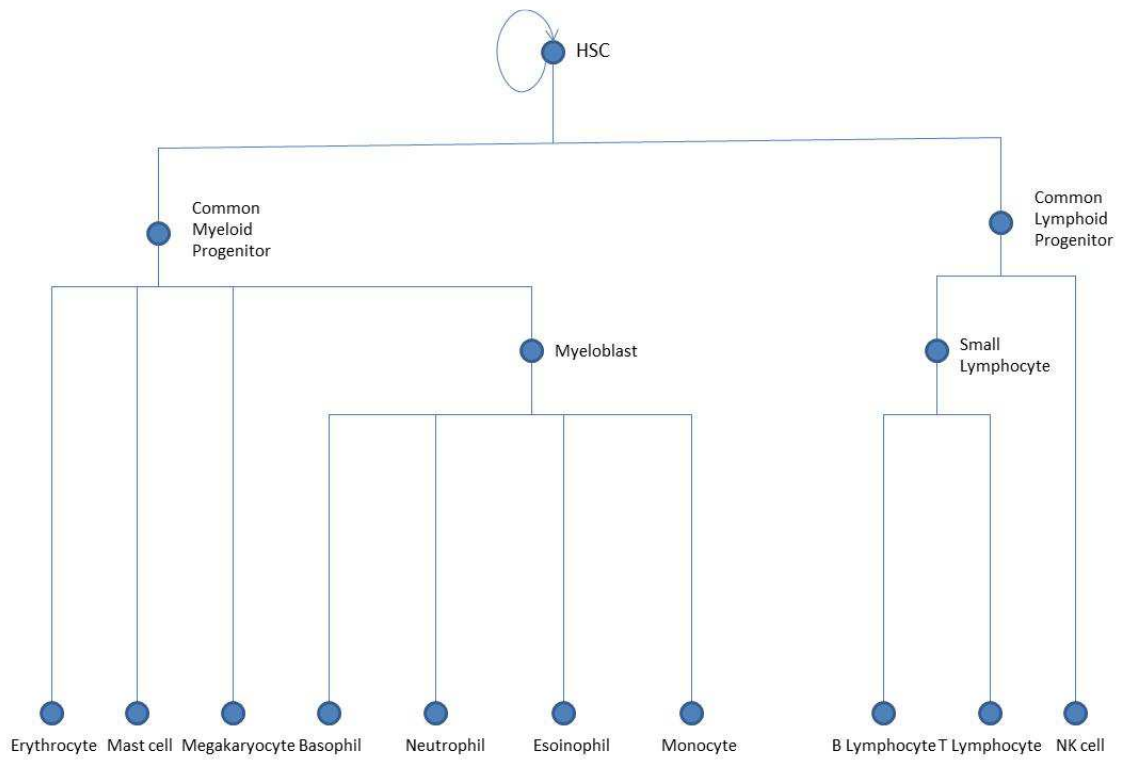 HSC
Common
Myeloid
Progenitor
Common
Lymphoid
Progenitor
Myeloblast
Small
Lymphocyte
Erythrocyte Mast cell Megakaryocyte Basophil Neutrophil Esoinophil Monocyte B Lymphocyte T Lymphocyte NK cell